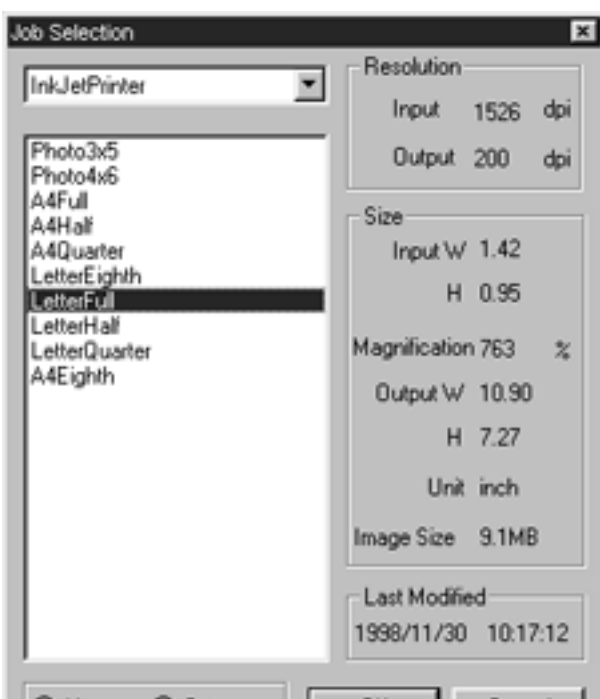 Job Selection
InkJetPrinter
Photo3x5
Photo4x6
A4Full
A4Half
A4Quarter
LetterEighth
LetterFull
LetterHalf
LetterQuarter
A4Eighth
Resolution
Input 1526 dpi
Output 200 dpi
Size
Input W 1.42
H 0.95
Magnification 763 %
Output W 10.90
H 7.27
Unit inch
Image Size 9.1MB
Last Modified
1998/11/30 10:17:12